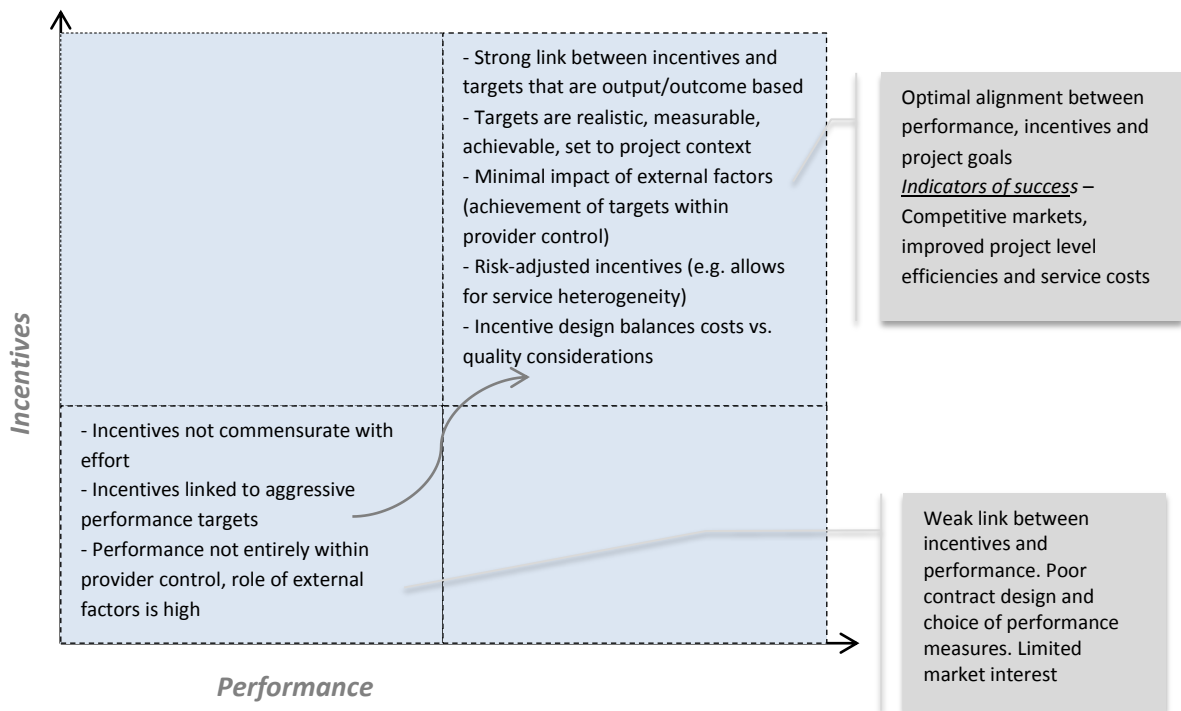 - Strong link between incentives and
targets that are output/outcome based
- Targets are realistic, measurable,
achievable, set to project context
- Minimal impact of external factors
(achievement of targets within
provider control)
- Risk-adjusted incentives (e.g. allows
for service heterogeneity)
- Incentive design balances costs vs.
quality considerations
Optimal alignment between
performance, incentives and
project goals
Indicators of success –
Competitive markets,
improved project level
efficiencies and service costs
Incentives
- Incentives not commensurate with
effort
- Incentives linked to aggressive
performance targets
- Performance not entirely within
provider control, role of external
factors is high
Weak link between
incentives and
performance. Poor
contract design and
choice of performance
measures. Limited
market interest
Performance